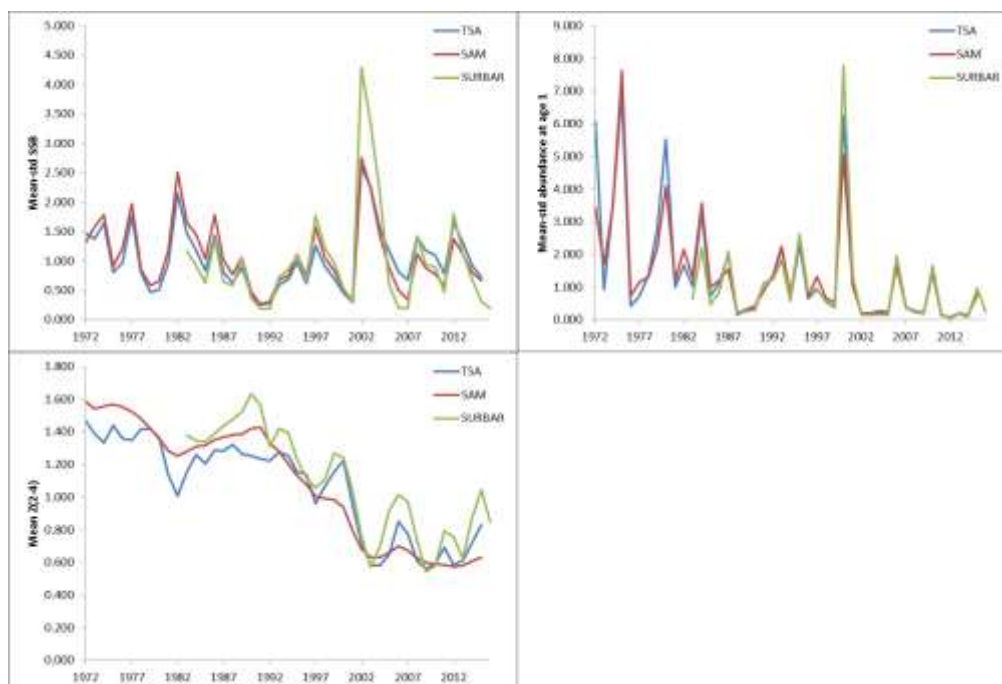 Mean-std SSB
5.000
4.500
4.000
3.500
3.000
2.500
2.000
1.500
1.000
0.500
0.000
1972 1977 1982 1987 1992 1997 2002 2007 2012
TSA
SAM
SURBAR
Mean-std abundance at age 1
9.000
8.000
7.000
6.000
5.000
4.000
3.000
2.000
1.000
0.000
1972 1977 1982 1987 1992 1997 2002 2007 2012
TSA
SAM
SURBAR
Mean Z(2-4)
1.800
1.600
1.400
1.200
1.000
0.800
0.600
0.400
0.200
0.000
1972 1977 1982 1987 1992 1997 2002 2007 2012
TSA
SAM
SURBAR